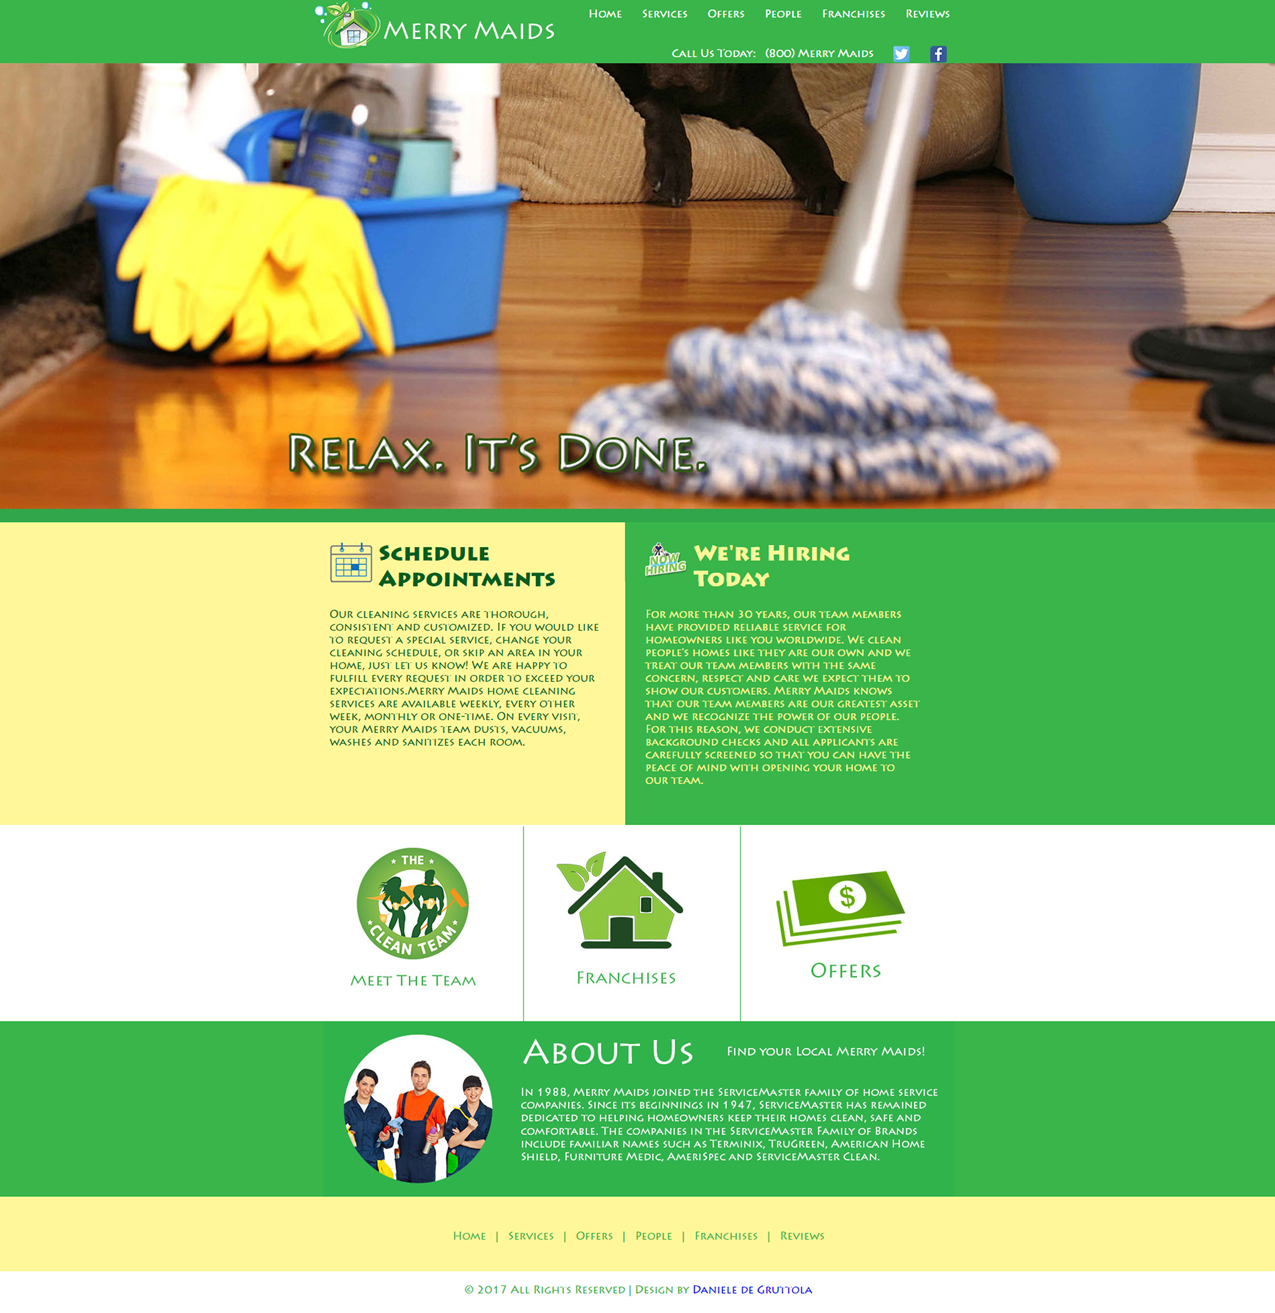 Merry Maids
Home Services Offers People Franchises Reviews
Call Us Today: (800) Merry Maids
Relax. It's Done.
Schedule
Appointments
Our cleaning services are thorough,
consistent and customized. If you would like
to request a special service, change your
cleaning schedule, or skip an area in your
home, just let us know! We are happy to
fulfill every request in order to exceed your
expectations.Merry Maids home cleaning
services are available weekly, every other
week, monthly or one-time. On every visit,
your Merry Maids team dusts, vacuums,
washes and sanitizes each room.
NOW
HIRING
We're Hiring
Today
For more than 30 years, our team members
have provided reliable service for
homeowners like you worldwide. We clean
people's homes like they are our own and we
treat our team members with the same
concern, respect and care we expect them to
show our customers. Merry Maids knows
that our team members are our greatest asset
and we recognize the power of our people.
For this reason, we conduct extensive
background checks and all applicants are
carefully screened so that you can have the
peace of mind with opening your home to
our team.
THE
CLEAN TEAM
Meet The Team
Franchises
$
Offers
About Us
Find your Local Merry Maids!
In 1988, Merry Maids joined the ServiceMaster family of home service
companies. Since its beginnings in 1947, ServiceMaster has remained
dedicated to helping homeowners keep their homes clean, safe and
comfortable. The companies in the ServiceMaster Family of Brands
include familiar names such as Terminix, TruGreen, American Home
Shield, Furniture Medic, AmeriSpec and ServiceMaster Clean.
Home | Services | Offers | People | Franchises | Reviews
© 2017 All Rights Reserved | Design by Daniele de Gruttola